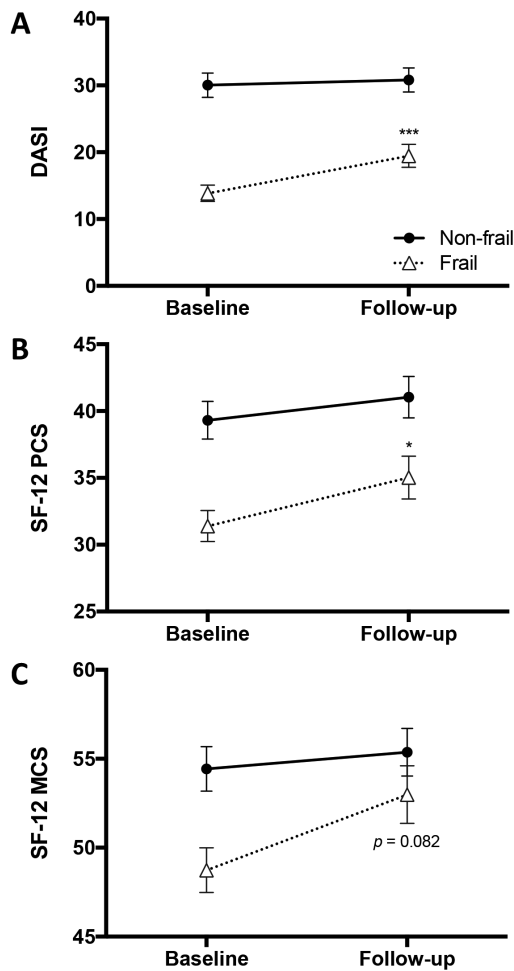 A
40
30
20
10
0
DASI
***
Non-frail
Frail
Baseline Follow-up
B
45
40
35
30
25
SF-12 PCS
*
Baseline Follow-up
C
60
55
50
45
SF-12 MCS
p = 0.082
Baseline Follow-up